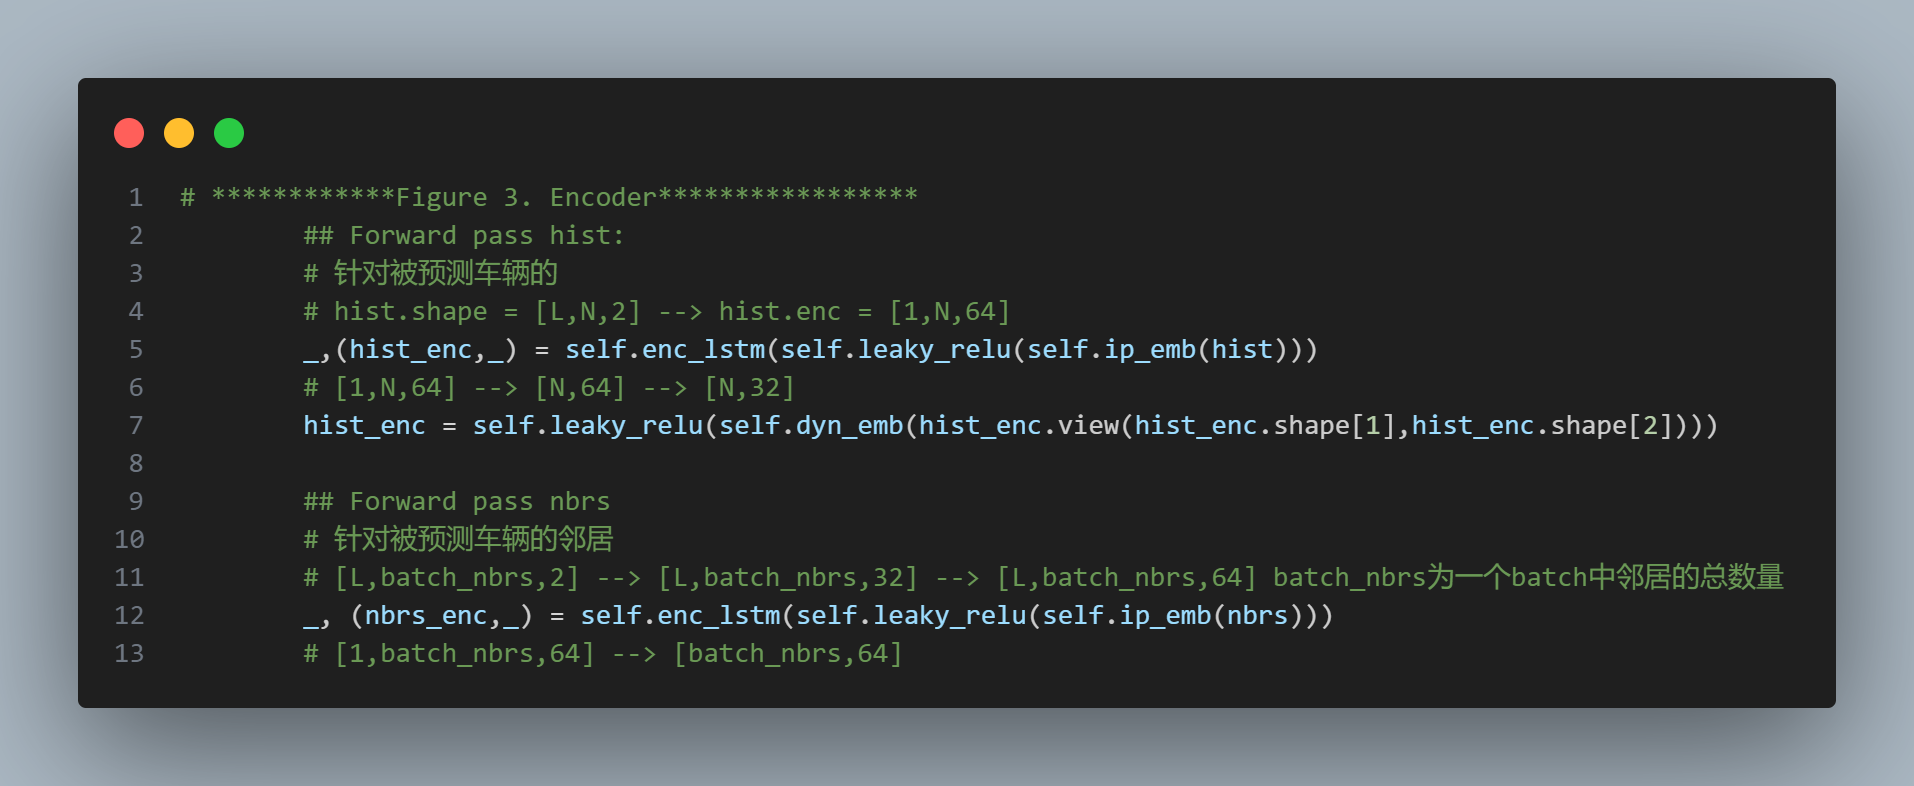 1 # ************Figure 3. Encoder*****************
2 ## Forward pass hist:
3 # 针对被预测车辆的
4 # hist.shape = [L,N,2] --> hist.enc = [1,N,64]
5 _,(hist_enc,_) = self.enc_lstm(self.leaky_relu(self.ip_emb(hist)))
6 # [1,N,64] --> [N,64] --> [N,32]
7 hist_enc = self.leaky_relu(self.dyn_emb(hist_enc.view(hist_enc.shape[1],hist_enc.shape[2])))
8
9 ## Forward pass nbrs
10 # 针对被预测车辆的邻居
11 # [L,batch_nbrs,2] --> [L,batch_nbrs,32] --> [L,batch_nbrs,64] batch_nbrs为一个batch中邻居的总数量
12 _, (nbrs_enc,_) = self.enc_lstm(self.leaky_relu(self.ip_emb(nbrs)))
13 # [1,batch_nbrs,64] --> [batch_nbrs,64]